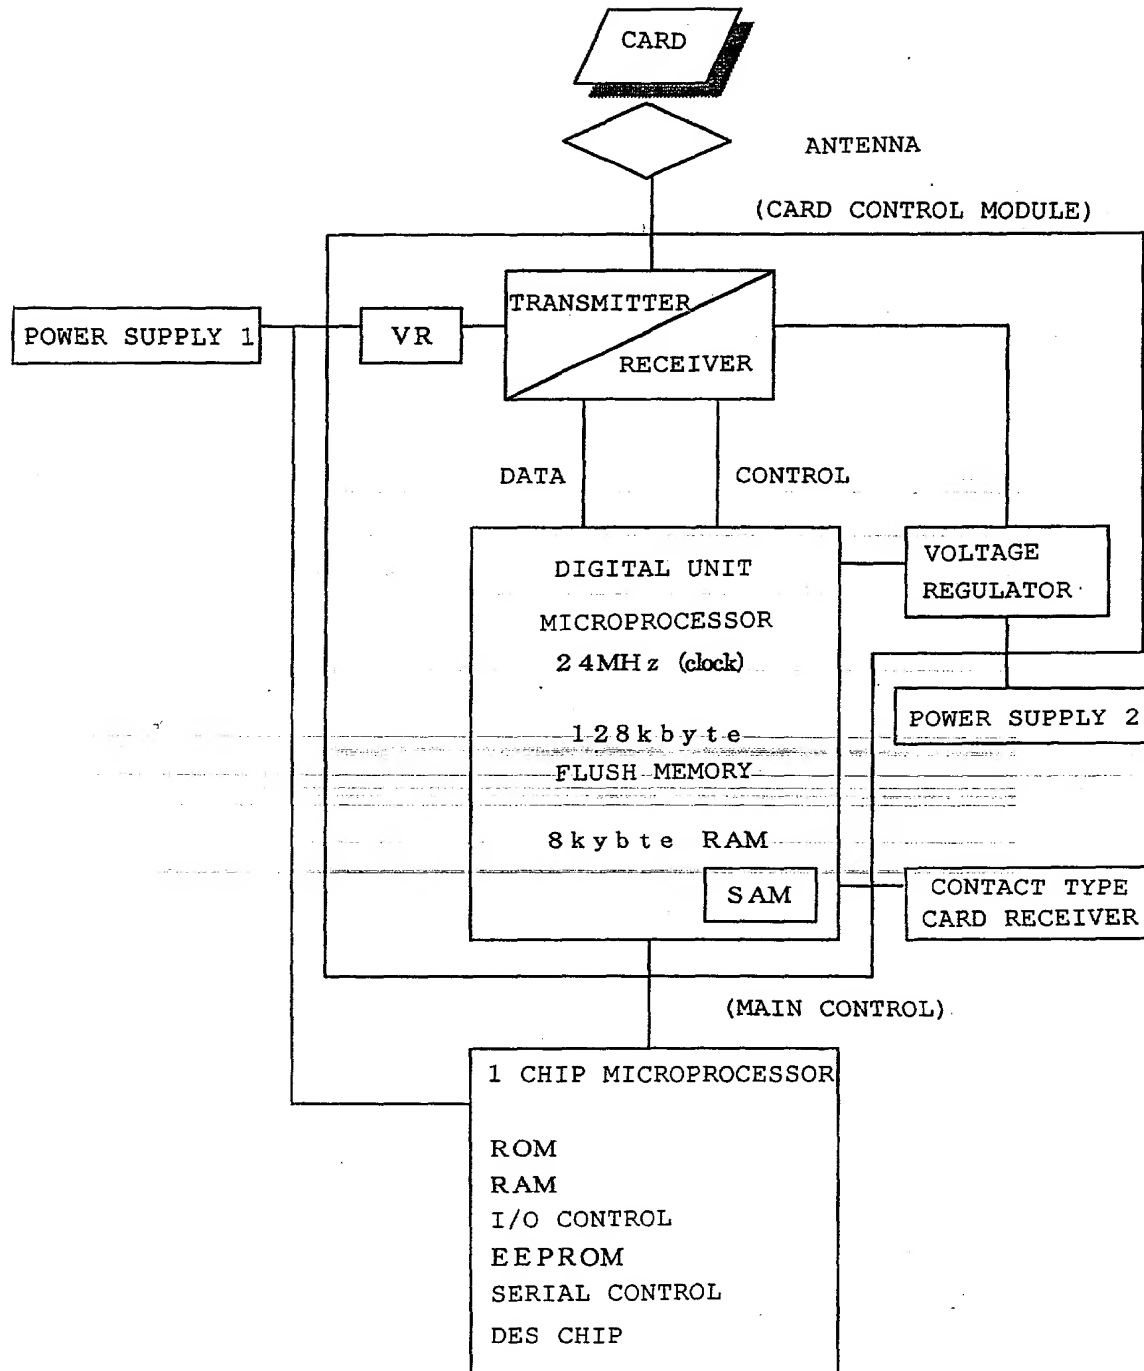 CARD
ANTENNA
(CARD CONTROL MODULE)
TRANSMITTER
RECEIVER
POWER SUPPLY 1
VR
DATA
CONTROL
DIGITAL UNIT
MICROPROCESSOR
24MHz (clock)
128kbyte
FLUSH MEMORY
8kybte RAM
SAM
VOLTAGE
REGULATOR
POWER SUPPLY 2
CONTACT TYPE
CARD RECEIVER
(MAIN CONTROL)
1 CHIP MICROPROCESSOR
ROM
RAM
I/O CONTROL
EEPROM
SERIAL CONTROL
DES CHIP